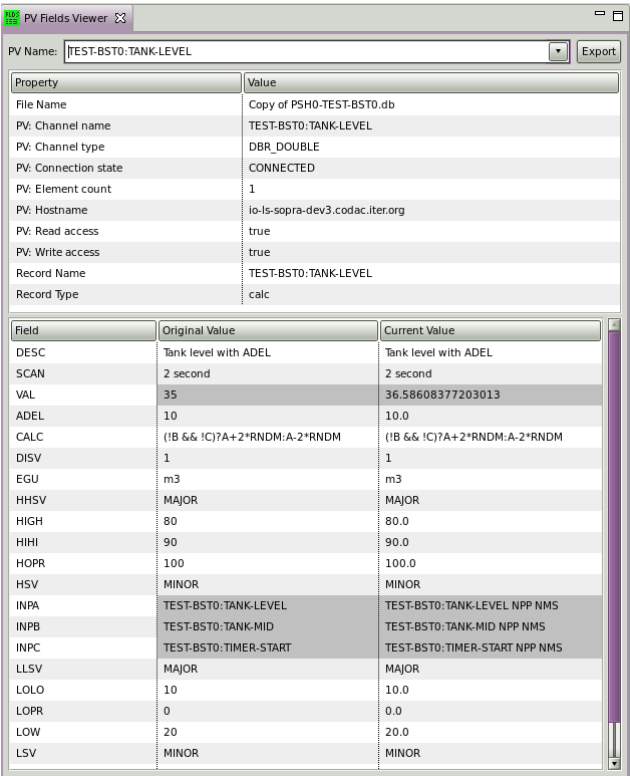 PV Fields Viewer
PV Name: TEST-BST0:TANK-LEVEL Export
Property Value
File Name Copy of PSH0-TEST-BST0.db
PV: Channel name TEST-BST0:TANK-LEVEL
PV: Channel type DBR_DOUBLE
PV: Connection state CONNECTED
PV: Element count 1
PV: Hostname io-ls-sopra-dev3.codac.iter.org
PV: Read access true
PV: Write access true
Record Name TEST-BST0:TANK-LEVEL
Record Type calc
Field Original Value Current Value
DESC Tank level with ADEL Tank level with ADEL
SCAN 2 second 2 second
VAL 35 36.58608377203013
ADEL 10 10.0
CALC (!B && !C)?A+2*RNDM:A-2*RNDM (!B && !C)?A+2*RNDM:A-2*RNDM
DISV 1 1
EGU m3 m3
HHSV MAJOR MAJOR
HIGH 80 80.0
HIHI 90 90.0
HOPR 100 100.0
HSV MINOR MINOR
INPA TEST-BST0:TANK-LEVEL TEST-BST0:TANK-LEVEL NPP NMS
INPB TEST-BST0:TANK-MID TEST-BST0:TANK-MID NPP NMS
INPC TEST-BST0:TIMER-START TEST-BST0:TIMER-START NPP NMS
LLSV MAJOR MAJOR
LOLO 10 10.0
LOPR 0 0.0
LOW 20 20.0
LSV MINOR MINOR